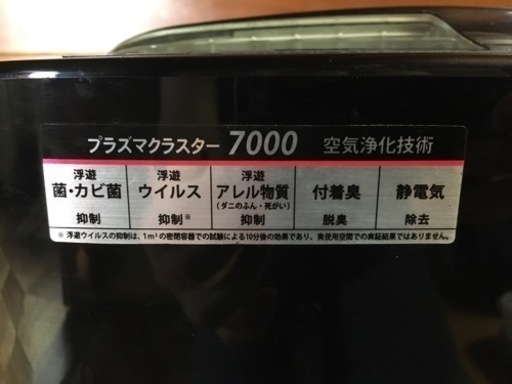 プラズマクラスター 7000 空気浄化技術
浮遊 菌・カビ菌 抑制
浮遊 ウイルス 抑制※
浮遊 アレル物質 (ダニのふん・死がい) 抑制
付着臭 脱臭
静電気 除去
※ 浮遊ウイルスの抑制は、1m³の密閉容器での試験による10分後の効果であり、実使用空間での実証結果ではありません。